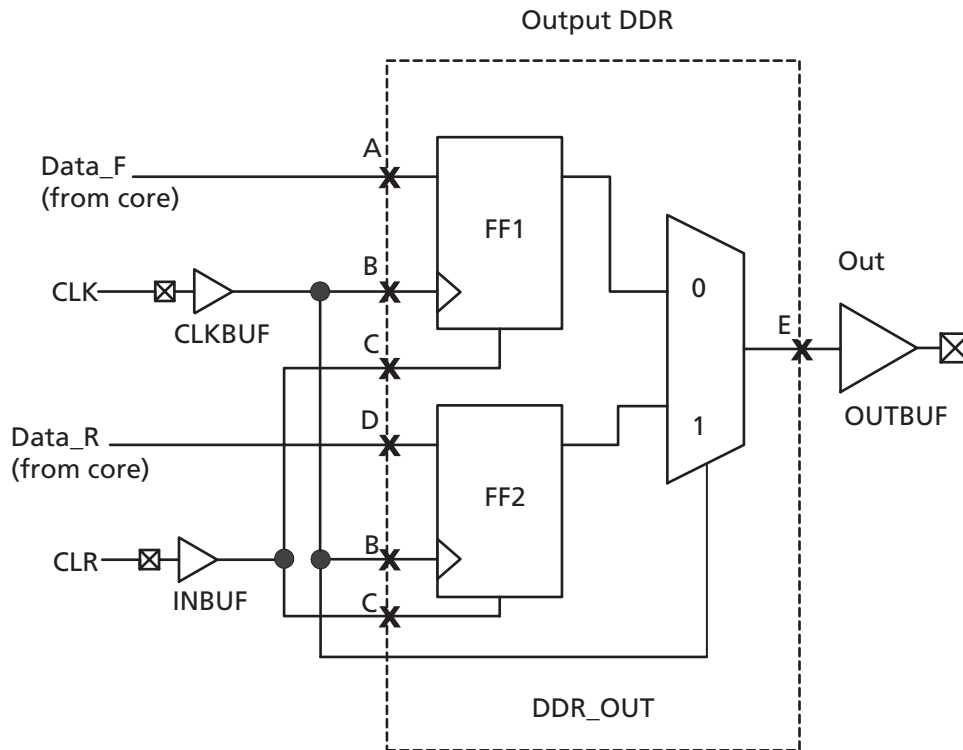 Output DDR
A
Data_F
(from core)
FF1
B
CLK
CLKBUF
0
Out
C
E
D
OUTBUF
Data_R
(from core)
1
FF2
B
CLR
INBUF
C
DDR_OUT